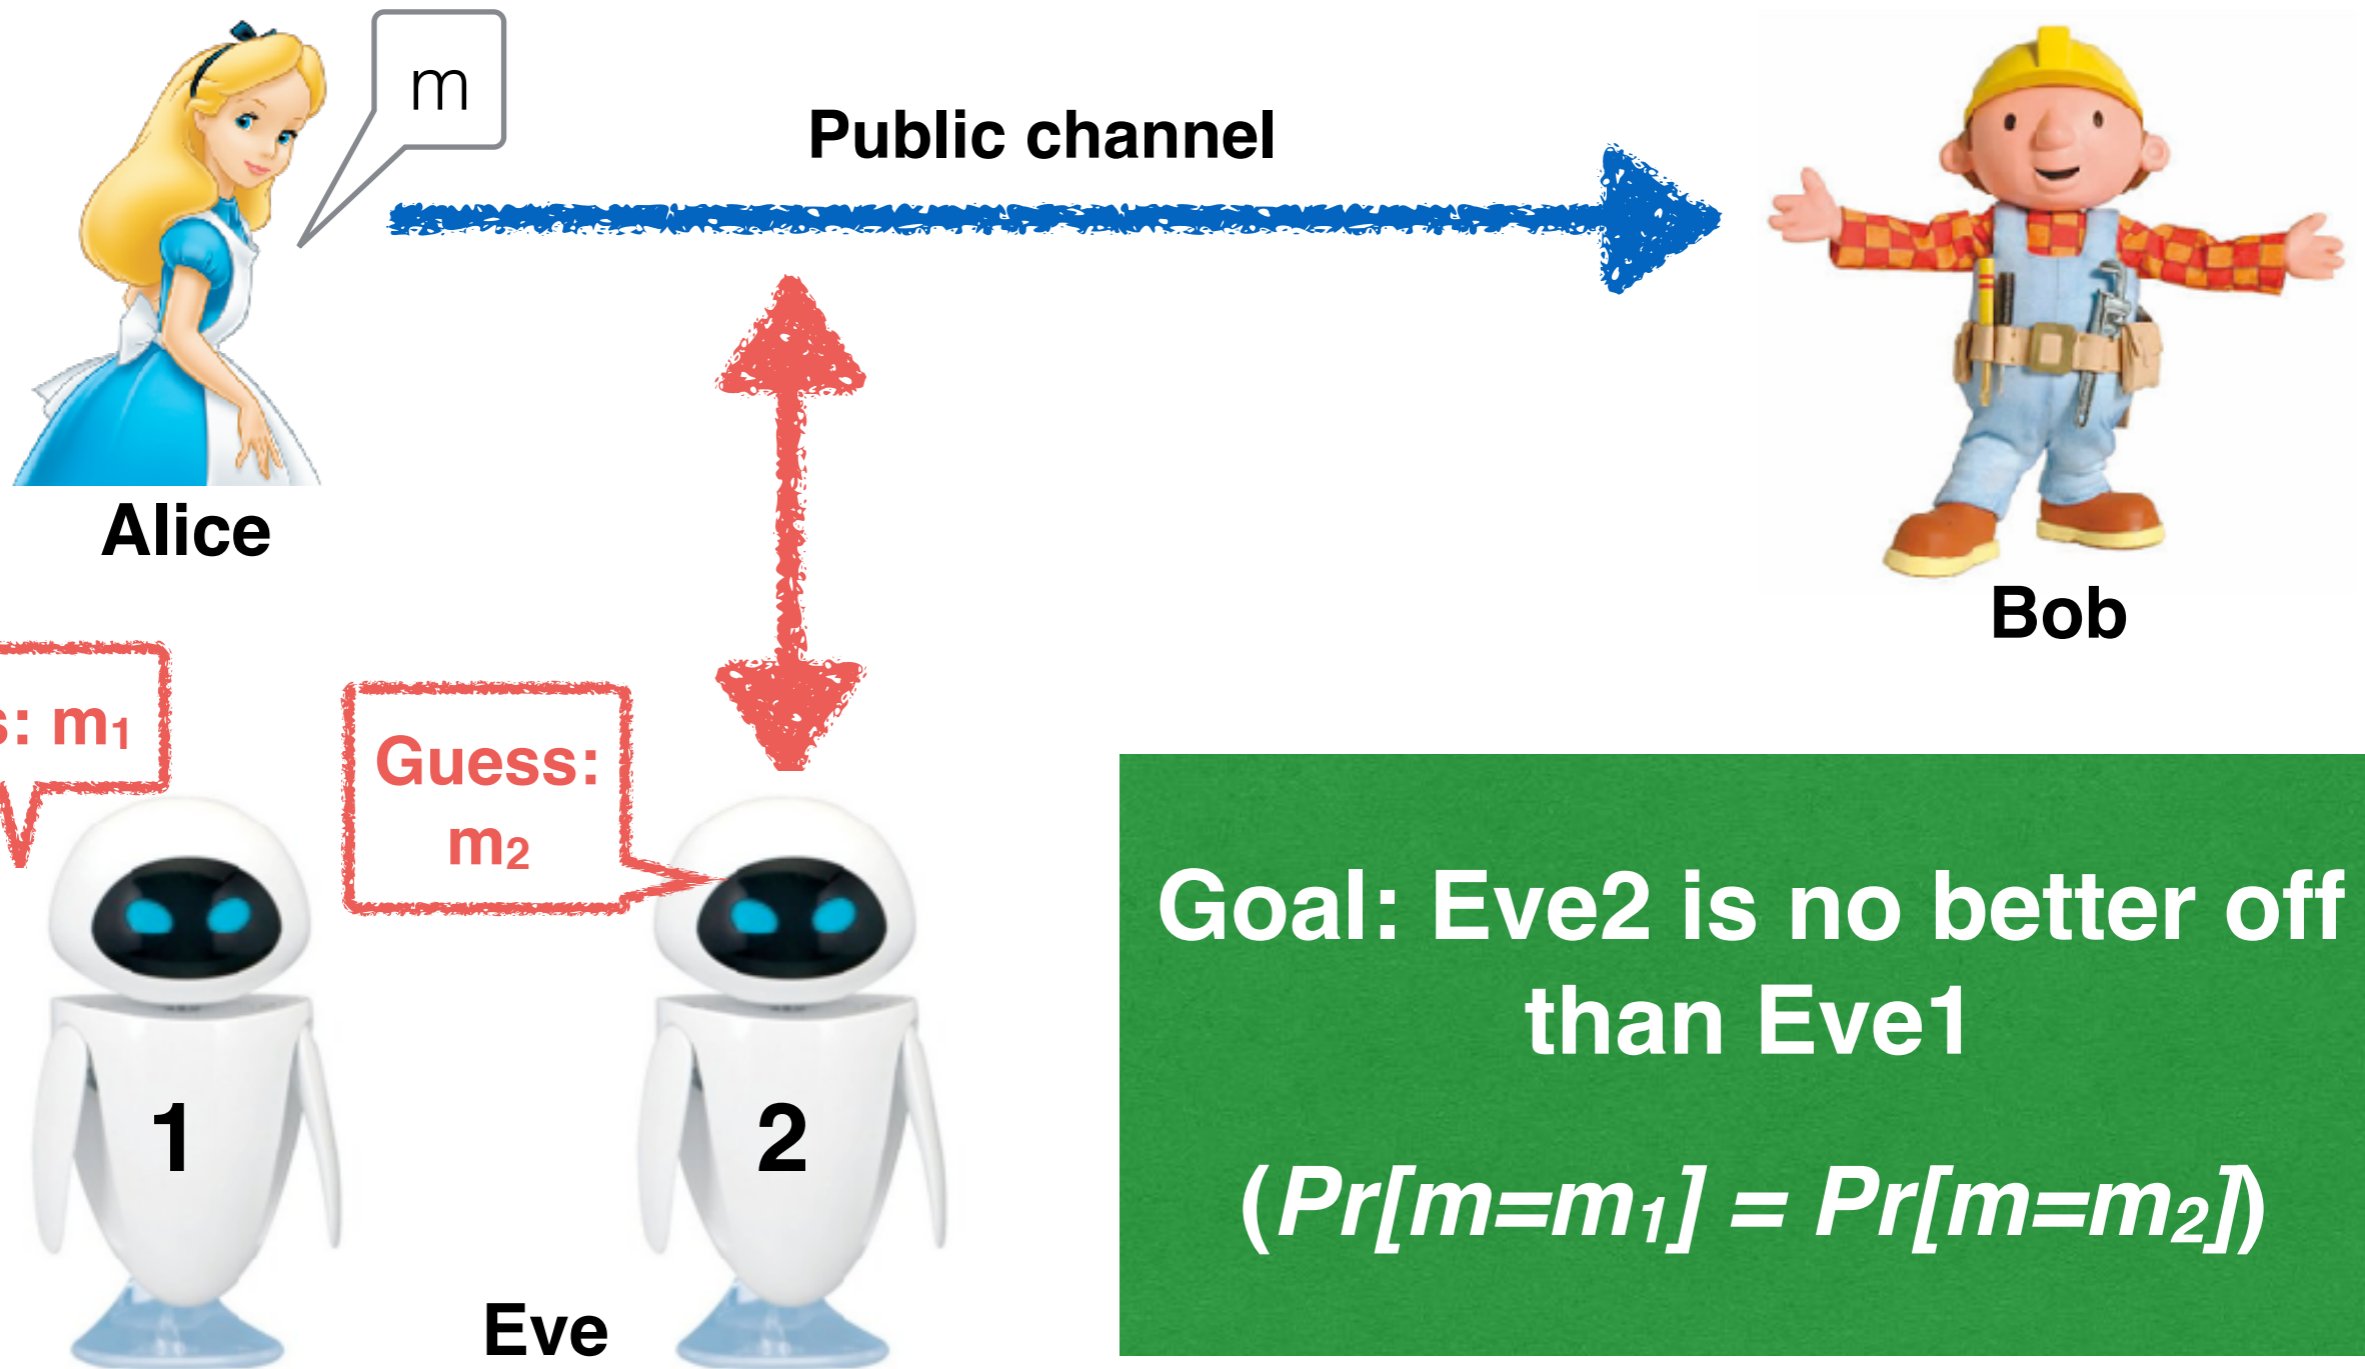 m
Public channel
Alice
Bob
s: m₁
Guess:
m₂
1
2
Eve
Goal: Eve2 is no better off
than Eve1
(Pr[m=m₁] = Pr[m=m₂])